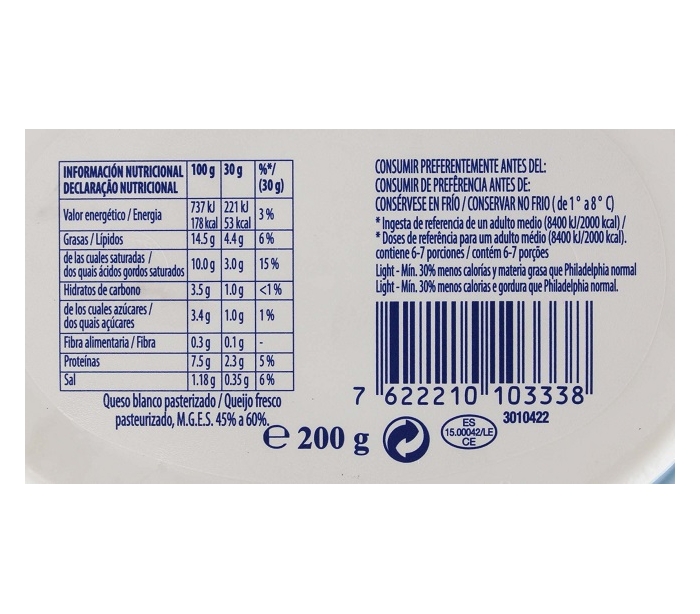 INFORMACIÓN NUTRICIONAL 100 g 30 g %*/
DECLARAÇÃO NUTRICIONAL (30 g)
Valor energético / Energia 737 kJ 221 kJ 3 %
178 kcal 53 kcal
Grasas / Lípidos 14.5 g 4.4 g 6 %
de las cuales saturadas /
dos quais ácidos gordos saturados 10.0 g 3.0 g 15 %
Hidratos de carbono 3.5 g 1.0 g <1 %
de los cuales azúcares /
dos quais açúcares 3.4 g 1.0 g 1 %
Fibra alimentaria / Fibra 0.3 g 0.1 g -
Proteínas 7.5 g 2.3 g 5 %
Sal 1.18 g 0.35 g 6 %
Queso blanco pasterizado / Queijo fresco
pasteurizado, M.G.E.S. 45% a 60%.
℮ 200 g
CONSUMIR PREFERENTEMENTE ANTES DEL:
CONSUMIR DE PREFÊRENCIA ANTES DE:
CONSÉRVESE EN FRÍO / CONSERVAR NO FRIO ( de 1° a 8° C)
* Ingesta de referencia de un adulto medio (8400 kJ/2000 kcal) /
* Doses de referência para um adulto médio (8400 kJ/2000 kcal).
contiene 6-7 porciones / contém 6-7 porções
Light - Mín. 30% menos calorías y materia grasa que Philadelphia normal
Light - Mín. 30% menos calorias e gordura que Philadelphia normal.
7 622210 103338
3010422
ES
15.00042/LE
CE